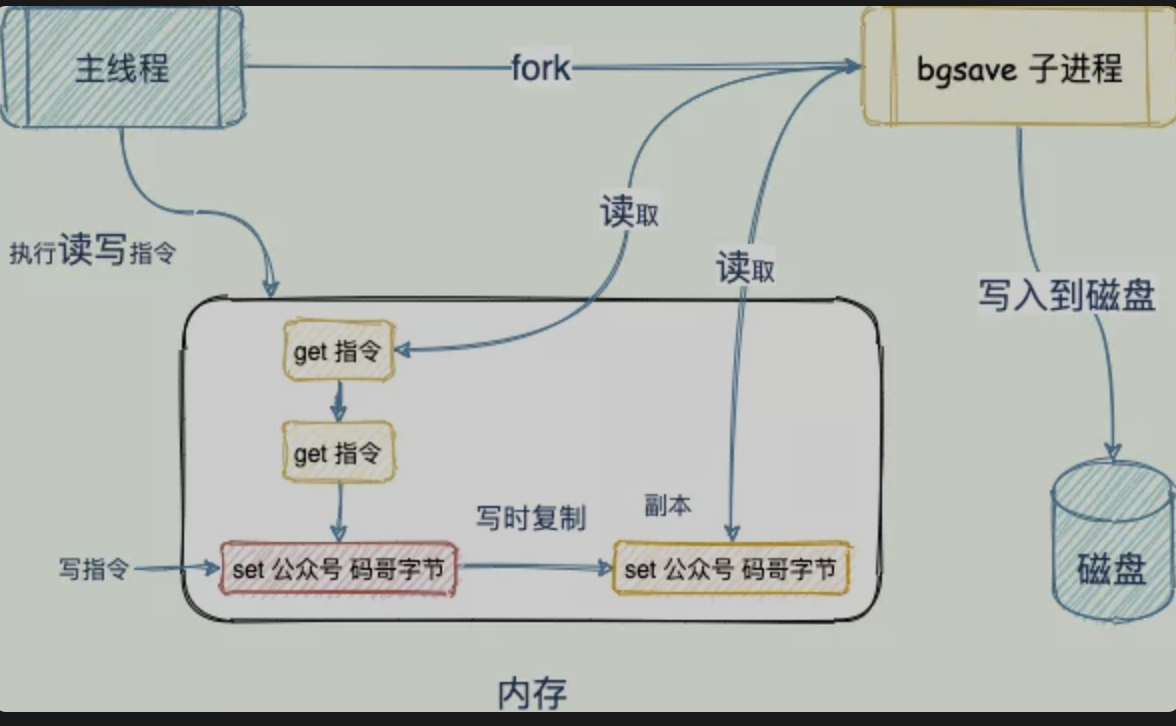 主线程
fork
bgsave 子进程
读取
执行读写指令
读取
写入到磁盘
get 指令
get 指令
写时复制
副本
写指令
set 公众号 码哥字节
set 公众号 码哥字节
磁盘
内存